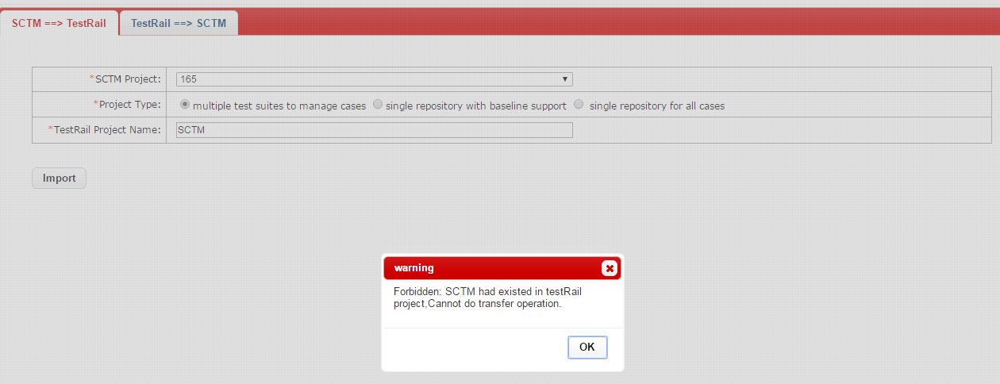 SCTM ==> TestRail TestRail ==> SCTM
*SCTM Project: 165
*Project Type: multiple test suites to manage cases single repository with baseline support single repository for all cases
*TestRail Project Name: SCTM
Import
warning
Forbidden: SCTM had existed in testRail
project,Cannot do transfer operation.
OK